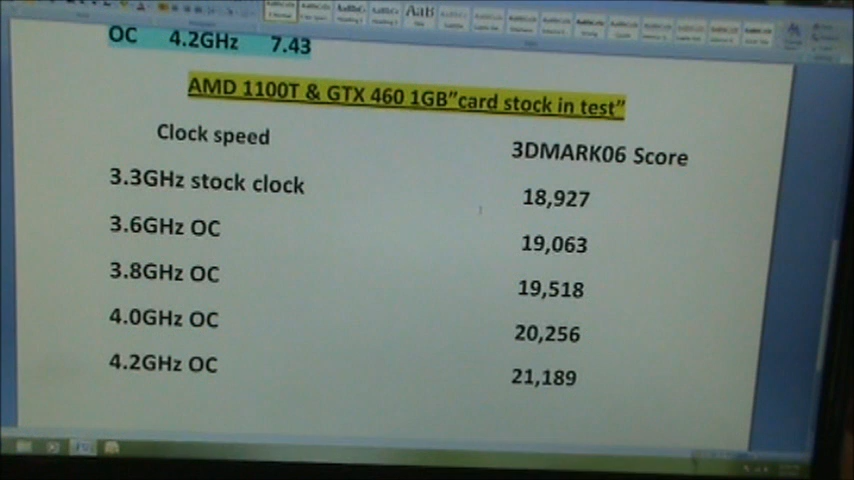 OC 4.2GHz 7.43
AMD 1100T & GTX 460 1GB"card stock in test"
Clock speed 3DMARK06 Score
3.3GHz stock clock 18,927
3.6GHz OC 19,063
3.8GHz OC 19,518
4.0GHz OC 20,256
4.2GHz OC 21,189